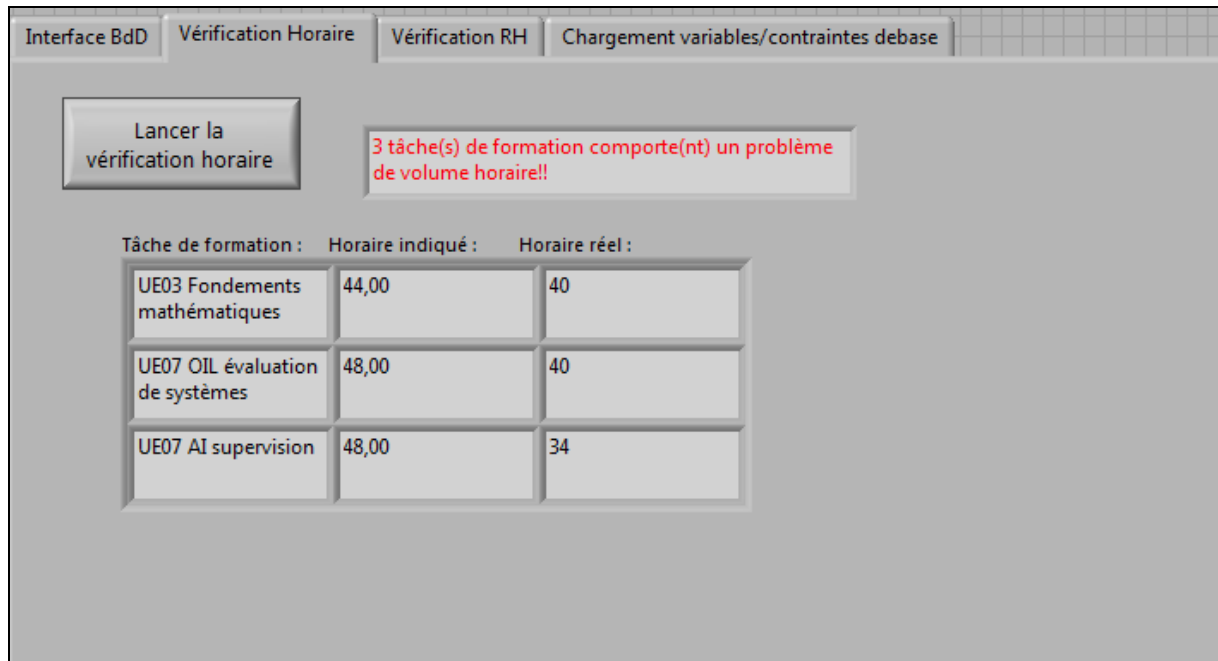 Interface BdD
Vérification Horaire
Vérification RH
Chargement variables/contraintes debase
Lancer la
vérification horaire
3 tâche(s) de formation comporte(nt) un problème
de volume horaire!!
Tâche de formation :
Horaire indiqué :
Horaire réel :
UE03 Fondements
mathématiques
44,00
40
UE07 OIL évaluation
de systèmes
48,00
40
UE07 AI supervision
48,00
34